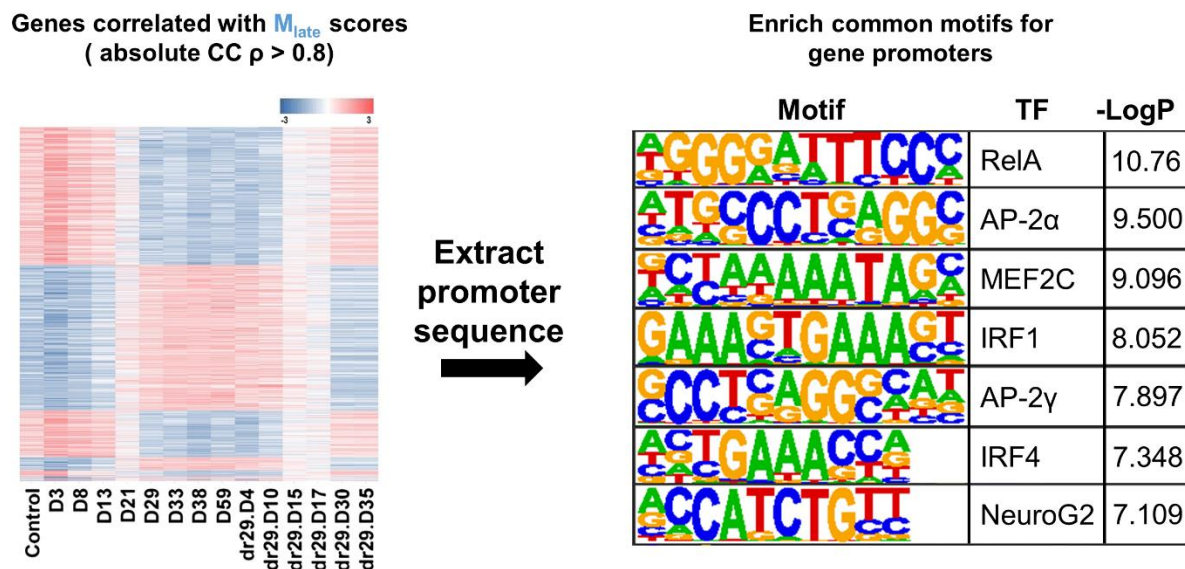 Genes correlated with M_late scores
( absolute CC ρ > 0.8)
-3 3
Control
D3
D8
D13
D21
D29
D33
D38
D59
dr29.D4
dr29.D10
dr29.D15
dr29.D17
dr29.D30
dr29.D35
Extract
promoter
sequence
Enrich common motifs for
gene promoters
Motif TF -LogP
RelA 10.76
AP-2α 9.500
MEF2C 9.096
IRF1 8.052
AP-2γ 7.897
IRF4 7.348
NeuroG2 7.109